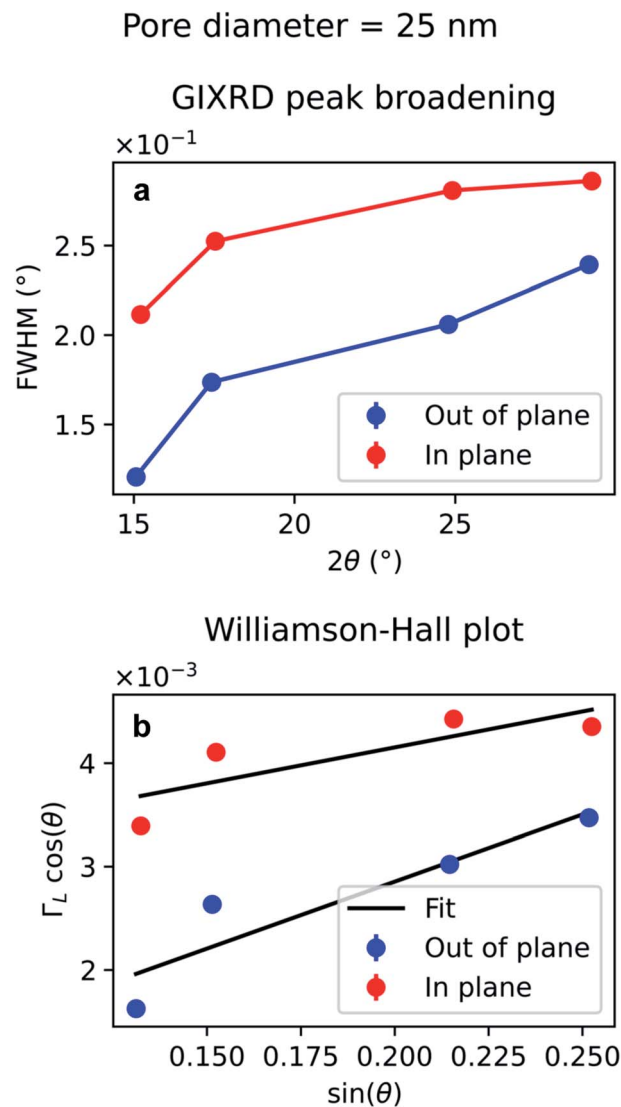 Pore diameter = 25 nm
GIXRD peak broadening
×10⁻¹
a
FWHM (°)
2.5
2.0
1.5
Out of plane
In plane
15
20
25
2θ (°)
Williamson-Hall plot
×10⁻³
b
Γ_L cos(θ)
4
3
2
Fit
Out of plane
In plane
0.150
0.175
0.200
0.225
0.250
sin(θ)